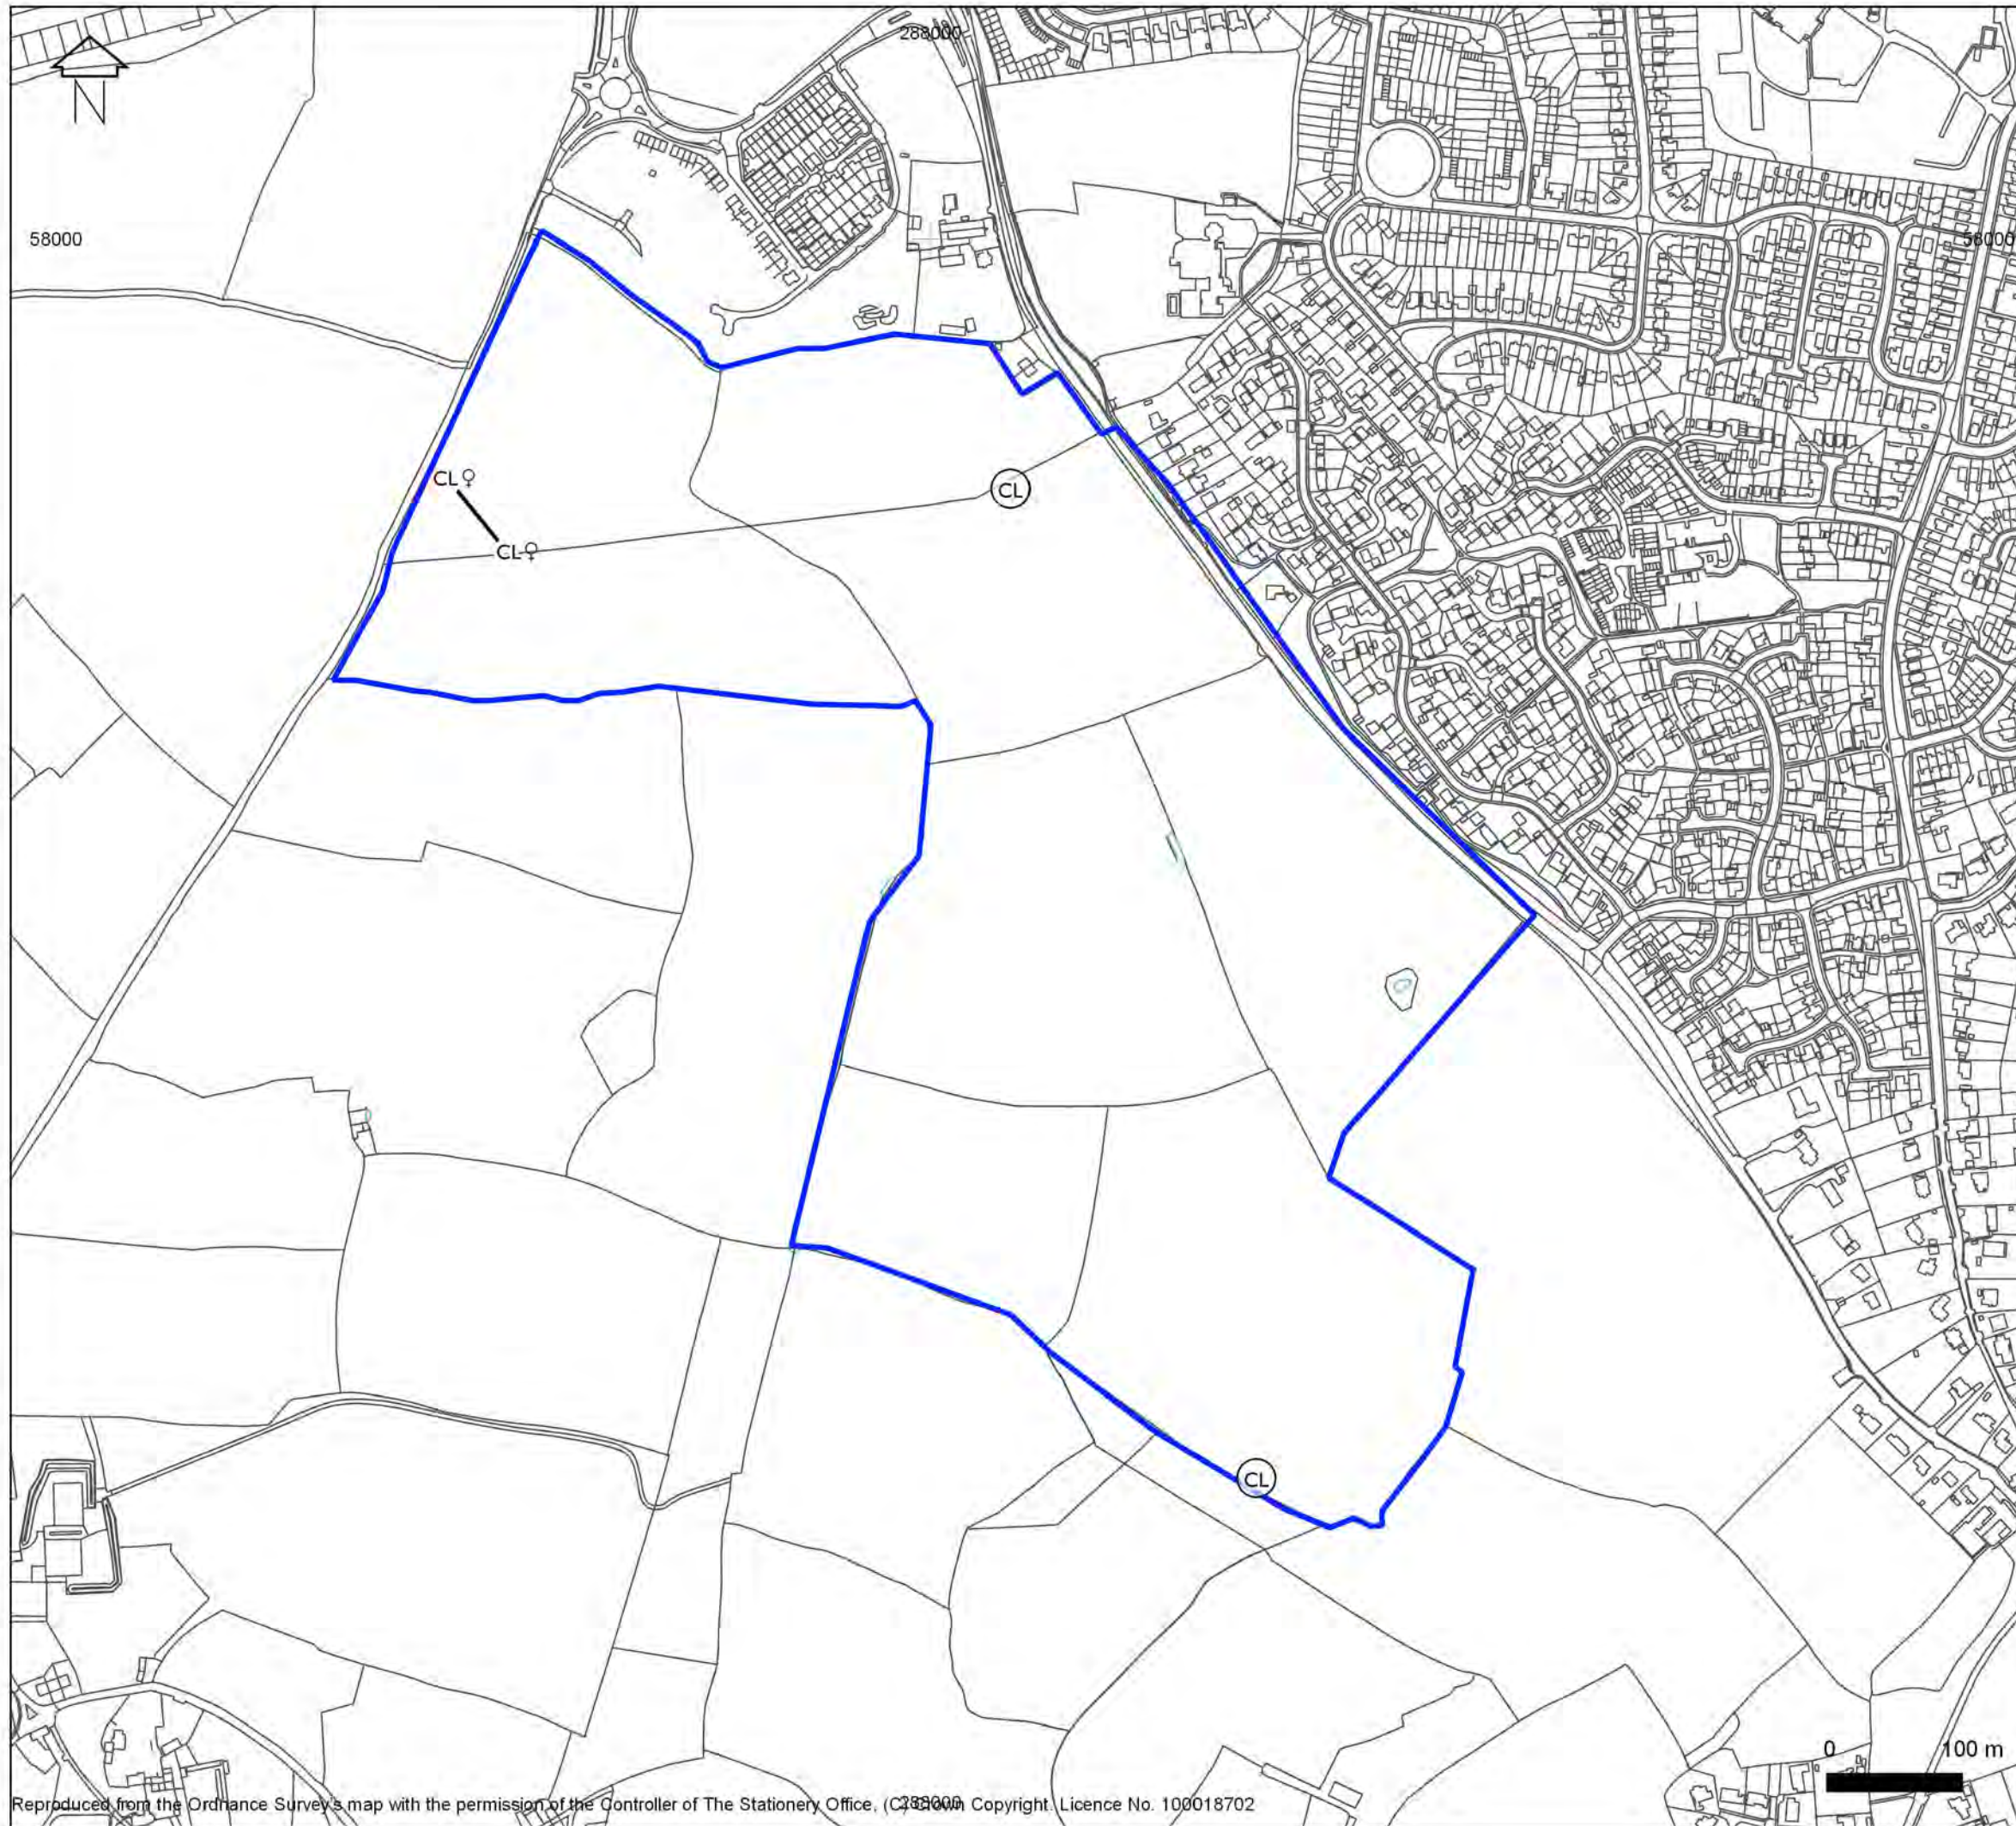 288000
N
58000
58000
CL♀
CL
CL♀
CL
0 100 m
Reproduced from the Ordnance Survey's map with the permission of the Controller of The Stationery Office, (C) Crown Copyright. Licence No. 100018702
288000